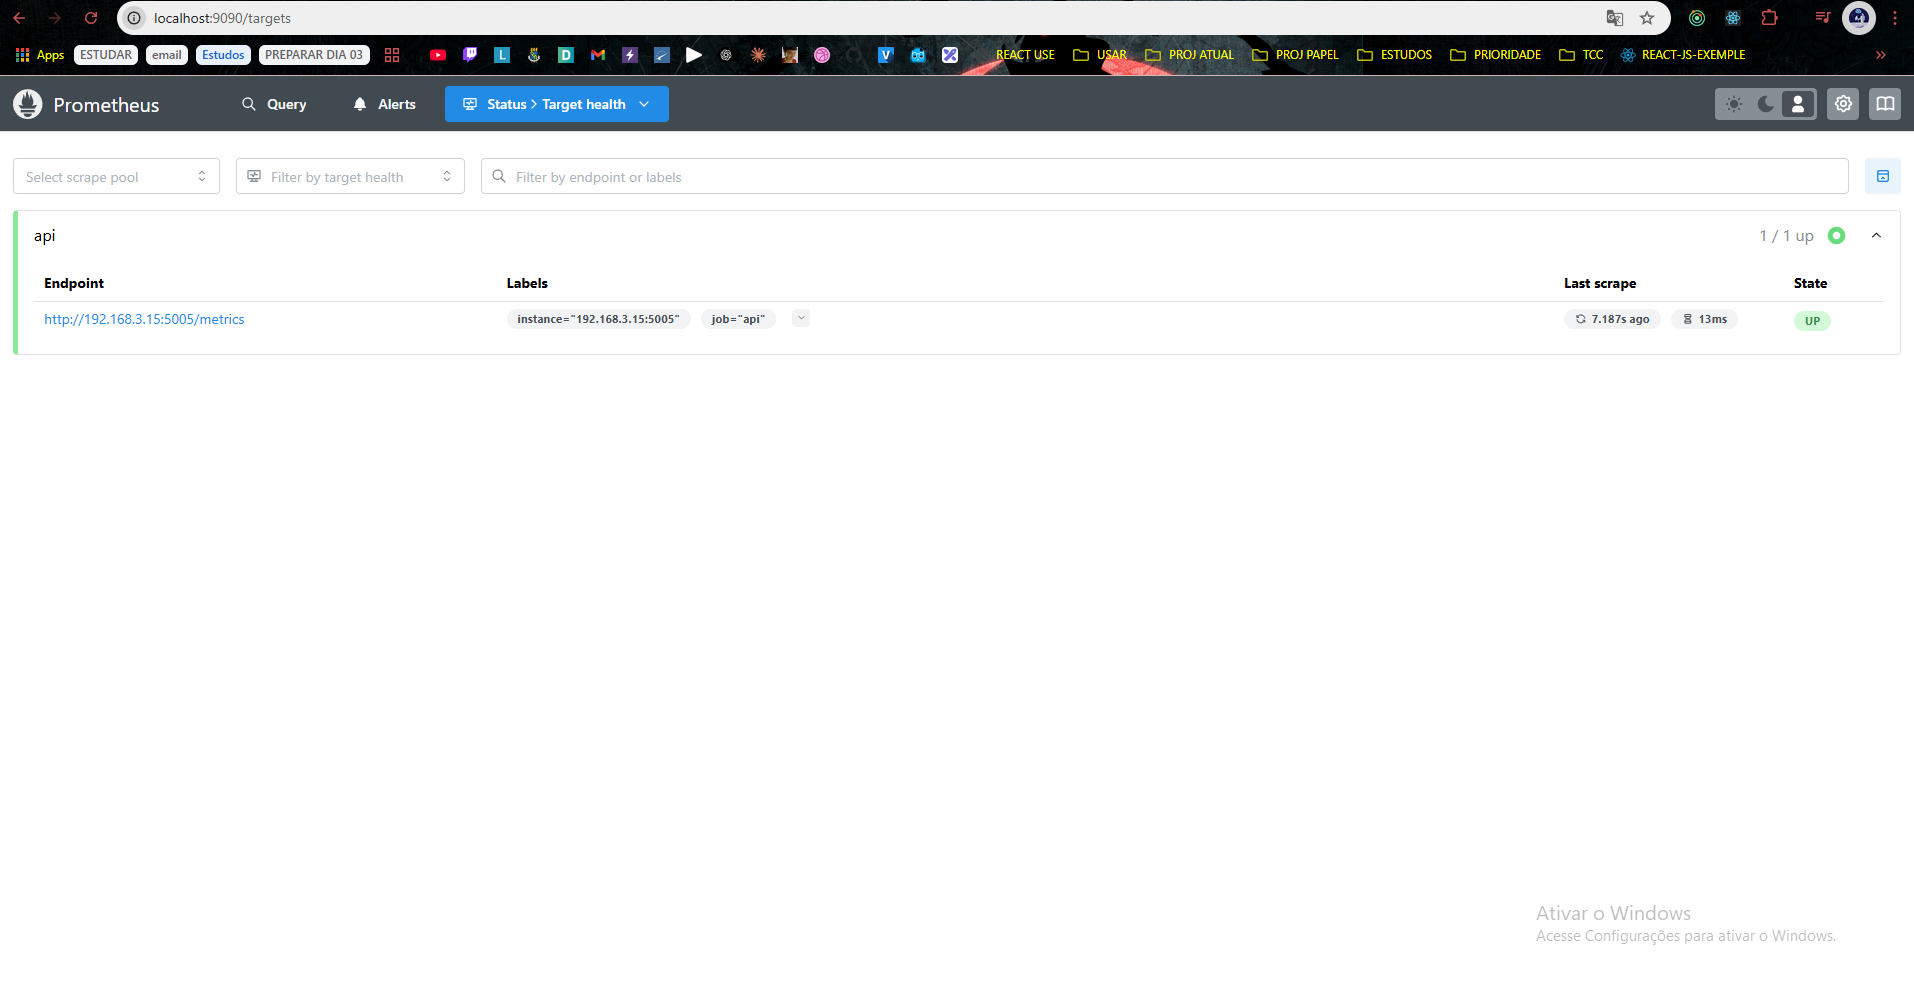 localhost:9090/targets
Apps ESTUDAR email Estudos PREPARAR DIA 03 REACT USE USAR PROJ ATUAL PROJ PAPEL ESTUDOS PRIORIDADE TCC REACT-JS-EXEMPLE
Prometheus Query Alerts Status > Target health
Select scrape pool Filter by target health Filter by endpoint or labels
api 1 / 1 up
Endpoint Labels Last scrape State
http://192.168.3.15:5005/metrics instance="192.168.3.15:5005" job="api" 7.187s ago 13ms UP
Ativar o Windows
Acesse Configurações para ativar o Windows.